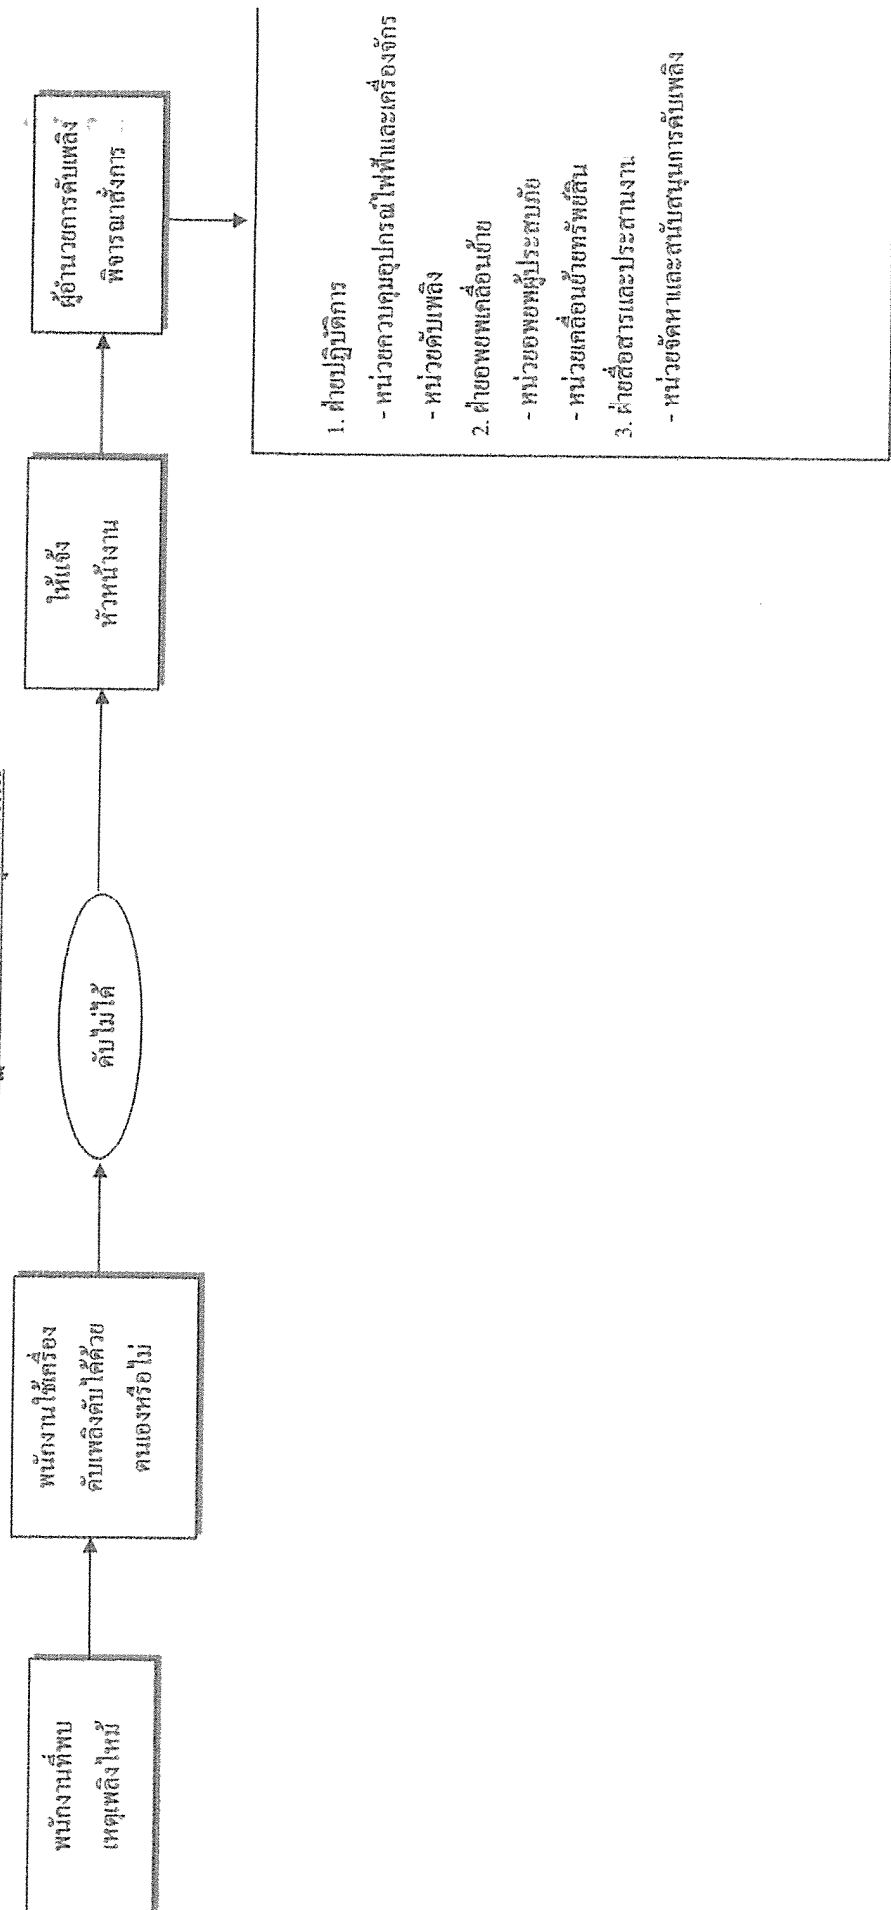 พนักงานที่พบ
เหตุเพลิงไหม้
พนักงานใช้เครื่อง
ดับเพลิงดับได้ด้วย
ตนเองหรือไม่
ดับไม่ได้
ให้แจ้ง
หัวหน้างาน
ผู้อำนวยการดับเพลิง
พิจารณาสั่งการ
1. ฝ่ายปฏิบัติการ
- หน่วยควบคุมอุปกรณ์ไฟฟ้าและเครื่องจักร
- หน่วยดับเพลิง
2. ฝ่ายอพยพเคลื่อนย้าย
- หน่วยอพยพผู้ประสบภัย
- หน่วยเคลื่อนย้ายทรัพย์สิน
3. ฝ่ายสื่อสารและประสานงาน
- หน่วยจัดหาและสนับสนุนการดับเพลิง